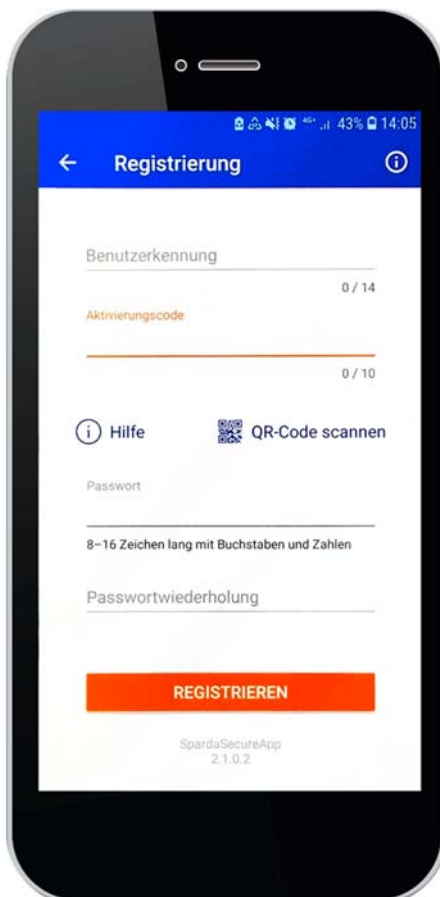 4G+ 43% 14:05
Registrierung
Benutzerkennung
0 / 14
Aktivierungscode
0 / 10
Hilfe QR-Code scannen
Passwort
8–16 Zeichen lang mit Buchstaben und Zahlen
Passwortwiederholung
REGISTRIEREN
SpardaSecureApp
2.1.0.2